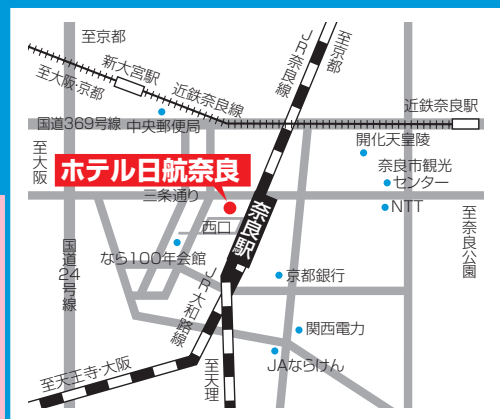 至京都
至京都
新大宮駅
至大阪・京都
JR奈良線
近鉄奈良線
近鉄奈良駅
国道369号線
中央郵便局
開化天皇陵
至大阪
奈良市観光
センター
ホテル日航奈良
三条通り
NTT
至奈良公園
西口
奈良駅
国道24号線
なら100年会館
JR大和路線
京都銀行
関西電力
JAならけん
至天王寺・大阪
至天理